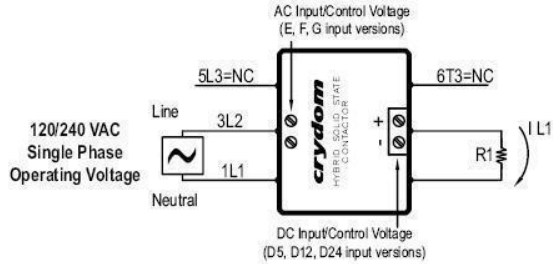 AC Input/Control Voltage
(E, F, G input versions)
5L3=NC
6T3=NC
Line
3L2
120/240 VAC
Single Phase
Operating Voltage
1L1
Neutral
crydom
HYBRID SOLID STATE
CONTACTOR
+
-
R1
I L1
DC Input/Control Voltage
(D5, D12, D24 input versions)